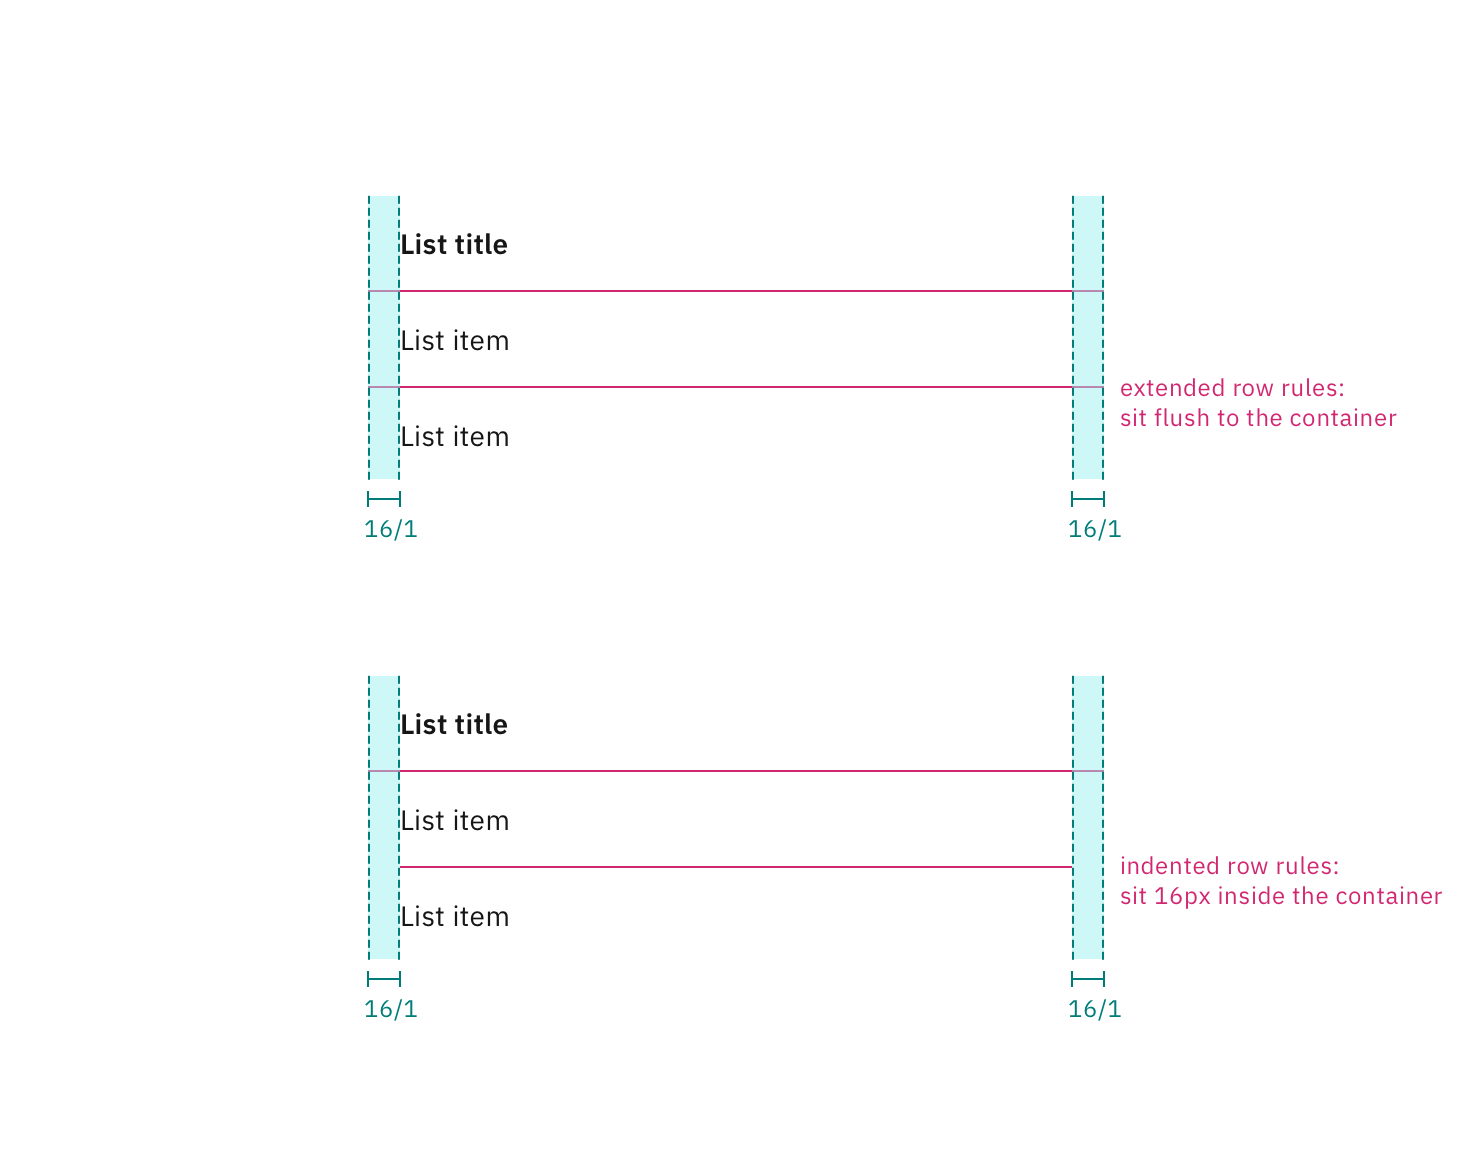 List title
List item
extended row rules:
sit flush to the container
List item
16/1 16/1
List title
List item
indented row rules:
sit 16px inside the container
List item
16/1 16/1